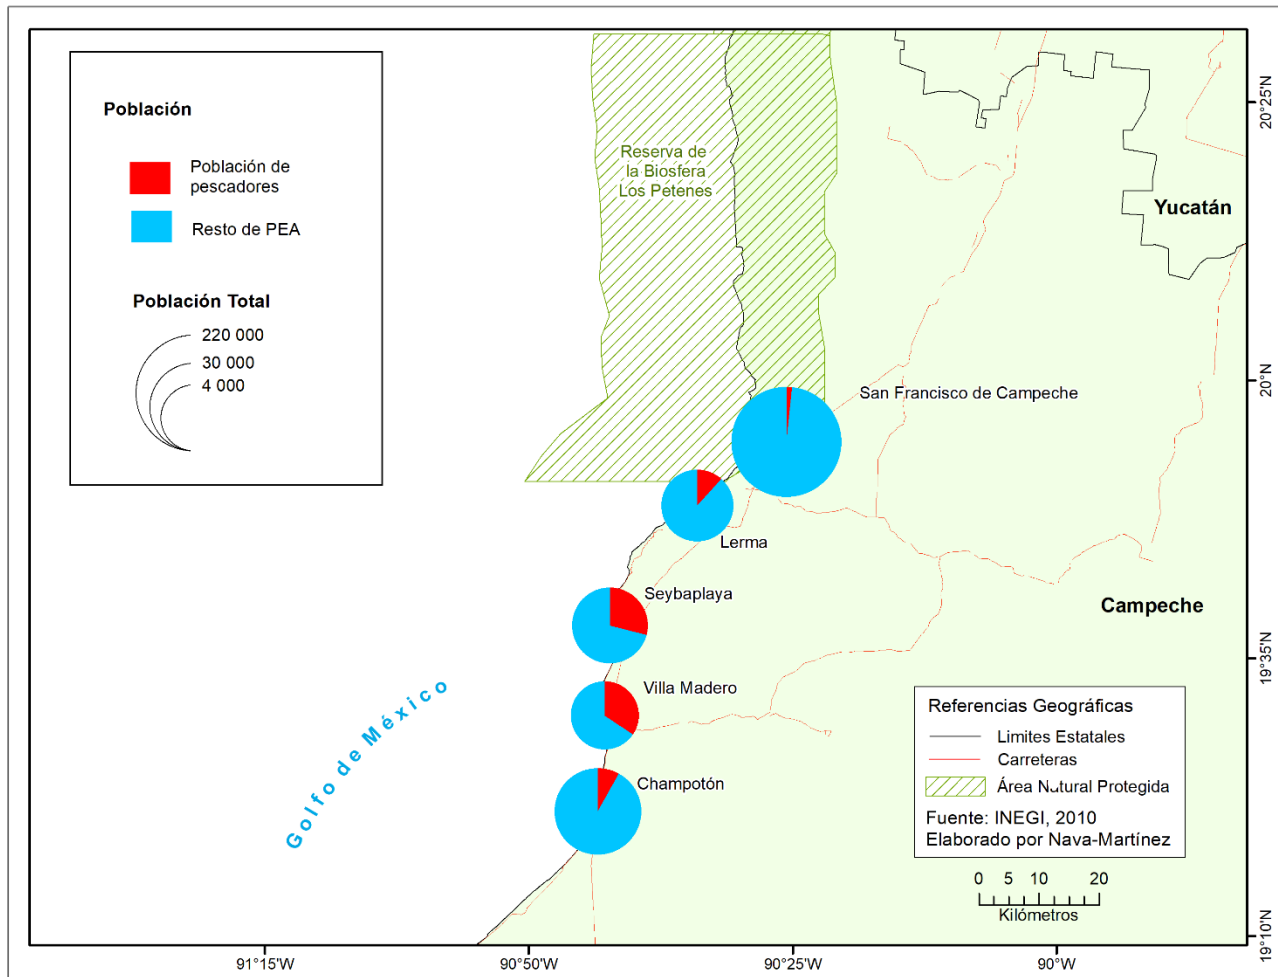 Población
Población de
pescadores
Resto de PEA
Población Total
220 000
30 000
4 000
Reserva de
la Biosfera
Los Petenes
Yucatán
San Francisco de Campeche
Lerma
Seybaplaya
Campeche
Villa Madero
Champotón
Golfo de México
Referencias Geográficas
Limites Estatales
Carreteras
Área Natural Protegida
Fuente: INEGI, 2010
Elaborado por Nava-Martínez
0 5 10 20
Kilómetros
20°25'N
20°N
19°35'N
19°10'N
91°15'W
90°50'W
90°25'W
90°W